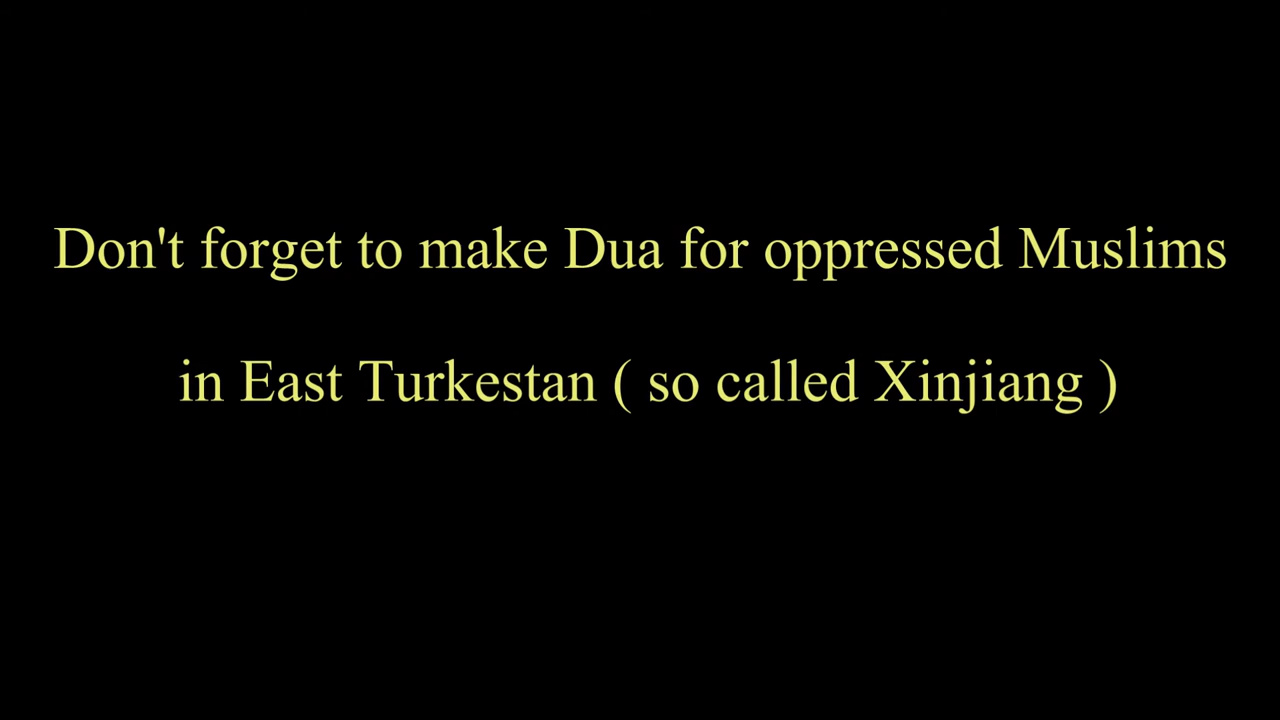 Don't forget to make Dua for oppressed Muslims
in East Turkestan ( so called Xinjiang )